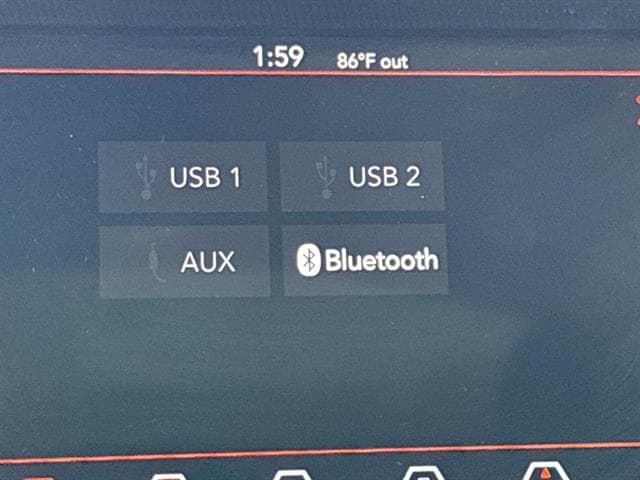 1:59 86°F out
USB 1 USB 2
AUX Bluetooth